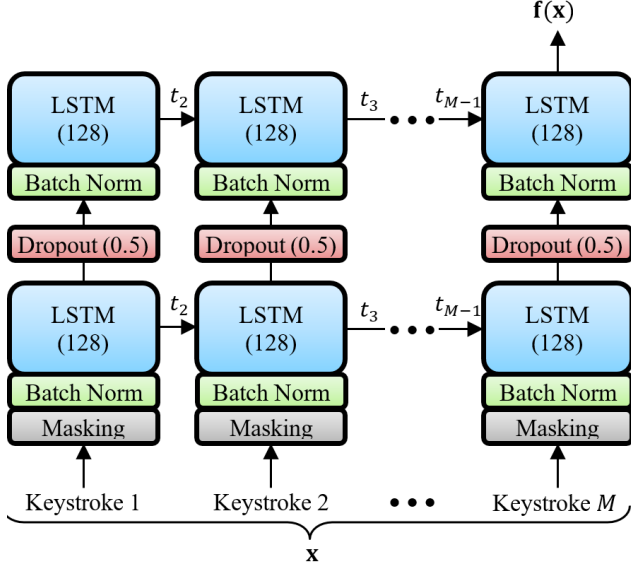 f(x)
LSTM (128) t₂ LSTM (128) t₃ ••• t_{M−1} LSTM (128)
Batch Norm Batch Norm Batch Norm
Dropout (0.5) Dropout (0.5) Dropout (0.5)
LSTM (128) t₂ LSTM (128) t₃ ••• t_{M−1} LSTM (128)
Batch Norm Batch Norm Batch Norm
Masking Masking Masking
Keystroke 1 Keystroke 2 ••• Keystroke M
x